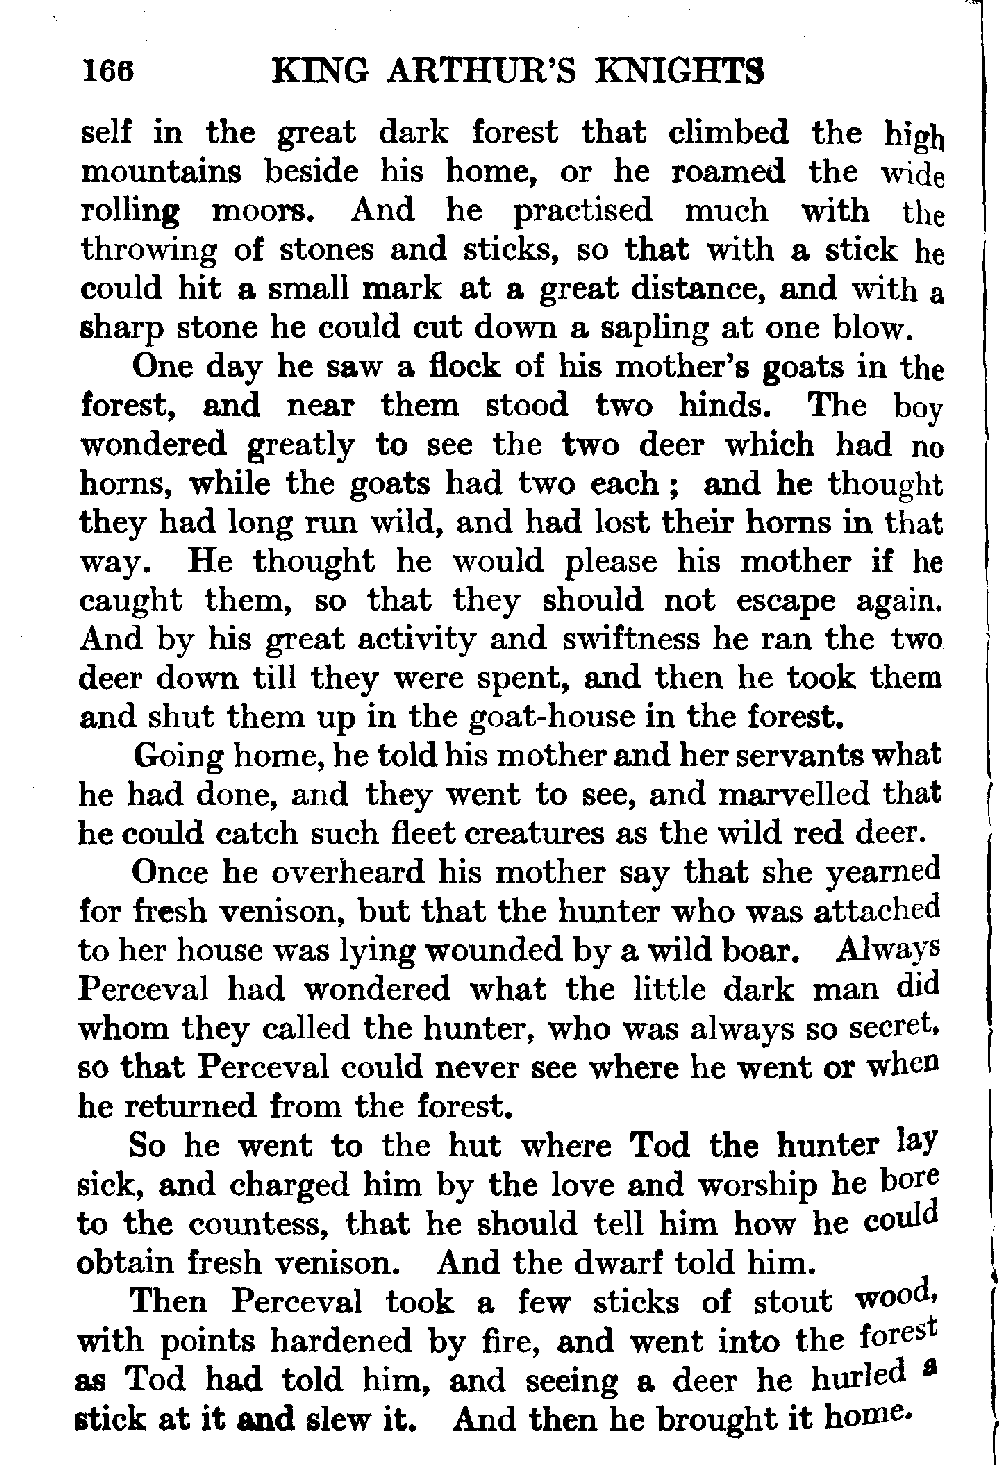 166 KING ARTHUR'S KNIGHTS
self in the great dark forest that climbed the high
mountains beside his home, or he roamed the wide
rolling moors. And he practised much with the
throwing of stones and sticks, so that with a stick he
could hit a small mark at a great distance, and with a
sharp stone he could cut down a sapling at one blow.
One day he saw a flock of his mother's goats in the
forest, and near them stood two hinds. The boy
wondered greatly to see the two deer which had no
horns, while the goats had two each ; and he thought
they had long run wild, and had lost their horns in that
way. He thought he would please his mother if he
caught them, so that they should not escape again.
And by his great activity and swiftness he ran the two
deer down till they were spent, and then he took them
and shut them up in the goat-house in the forest.
Going home, he told his mother and her servants what
he had done, and they went to see, and marvelled that
he could catch such fleet creatures as the wild red deer.
Once he overheard his mother say that she yearned
for fresh venison, but that the hunter who was attached
to her house was lying wounded by a wild boar. Always
Perceval had wondered what the little dark man did
whom they called the hunter, who was always so secret,
so that Perceval could never see where he went or when
he returned from the forest.
So he went to the hut where Tod the hunter lay
sick, and charged him by the love and worship he bore
to the countess, that he should tell him how he could
obtain fresh venison. And the dwarf told him.
Then Perceval took a few sticks of stout wood,
with points hardened by fire, and went into the forest
as Tod had told him, and seeing a deer he hurled a
stick at it and slew it. And then he brought it home.